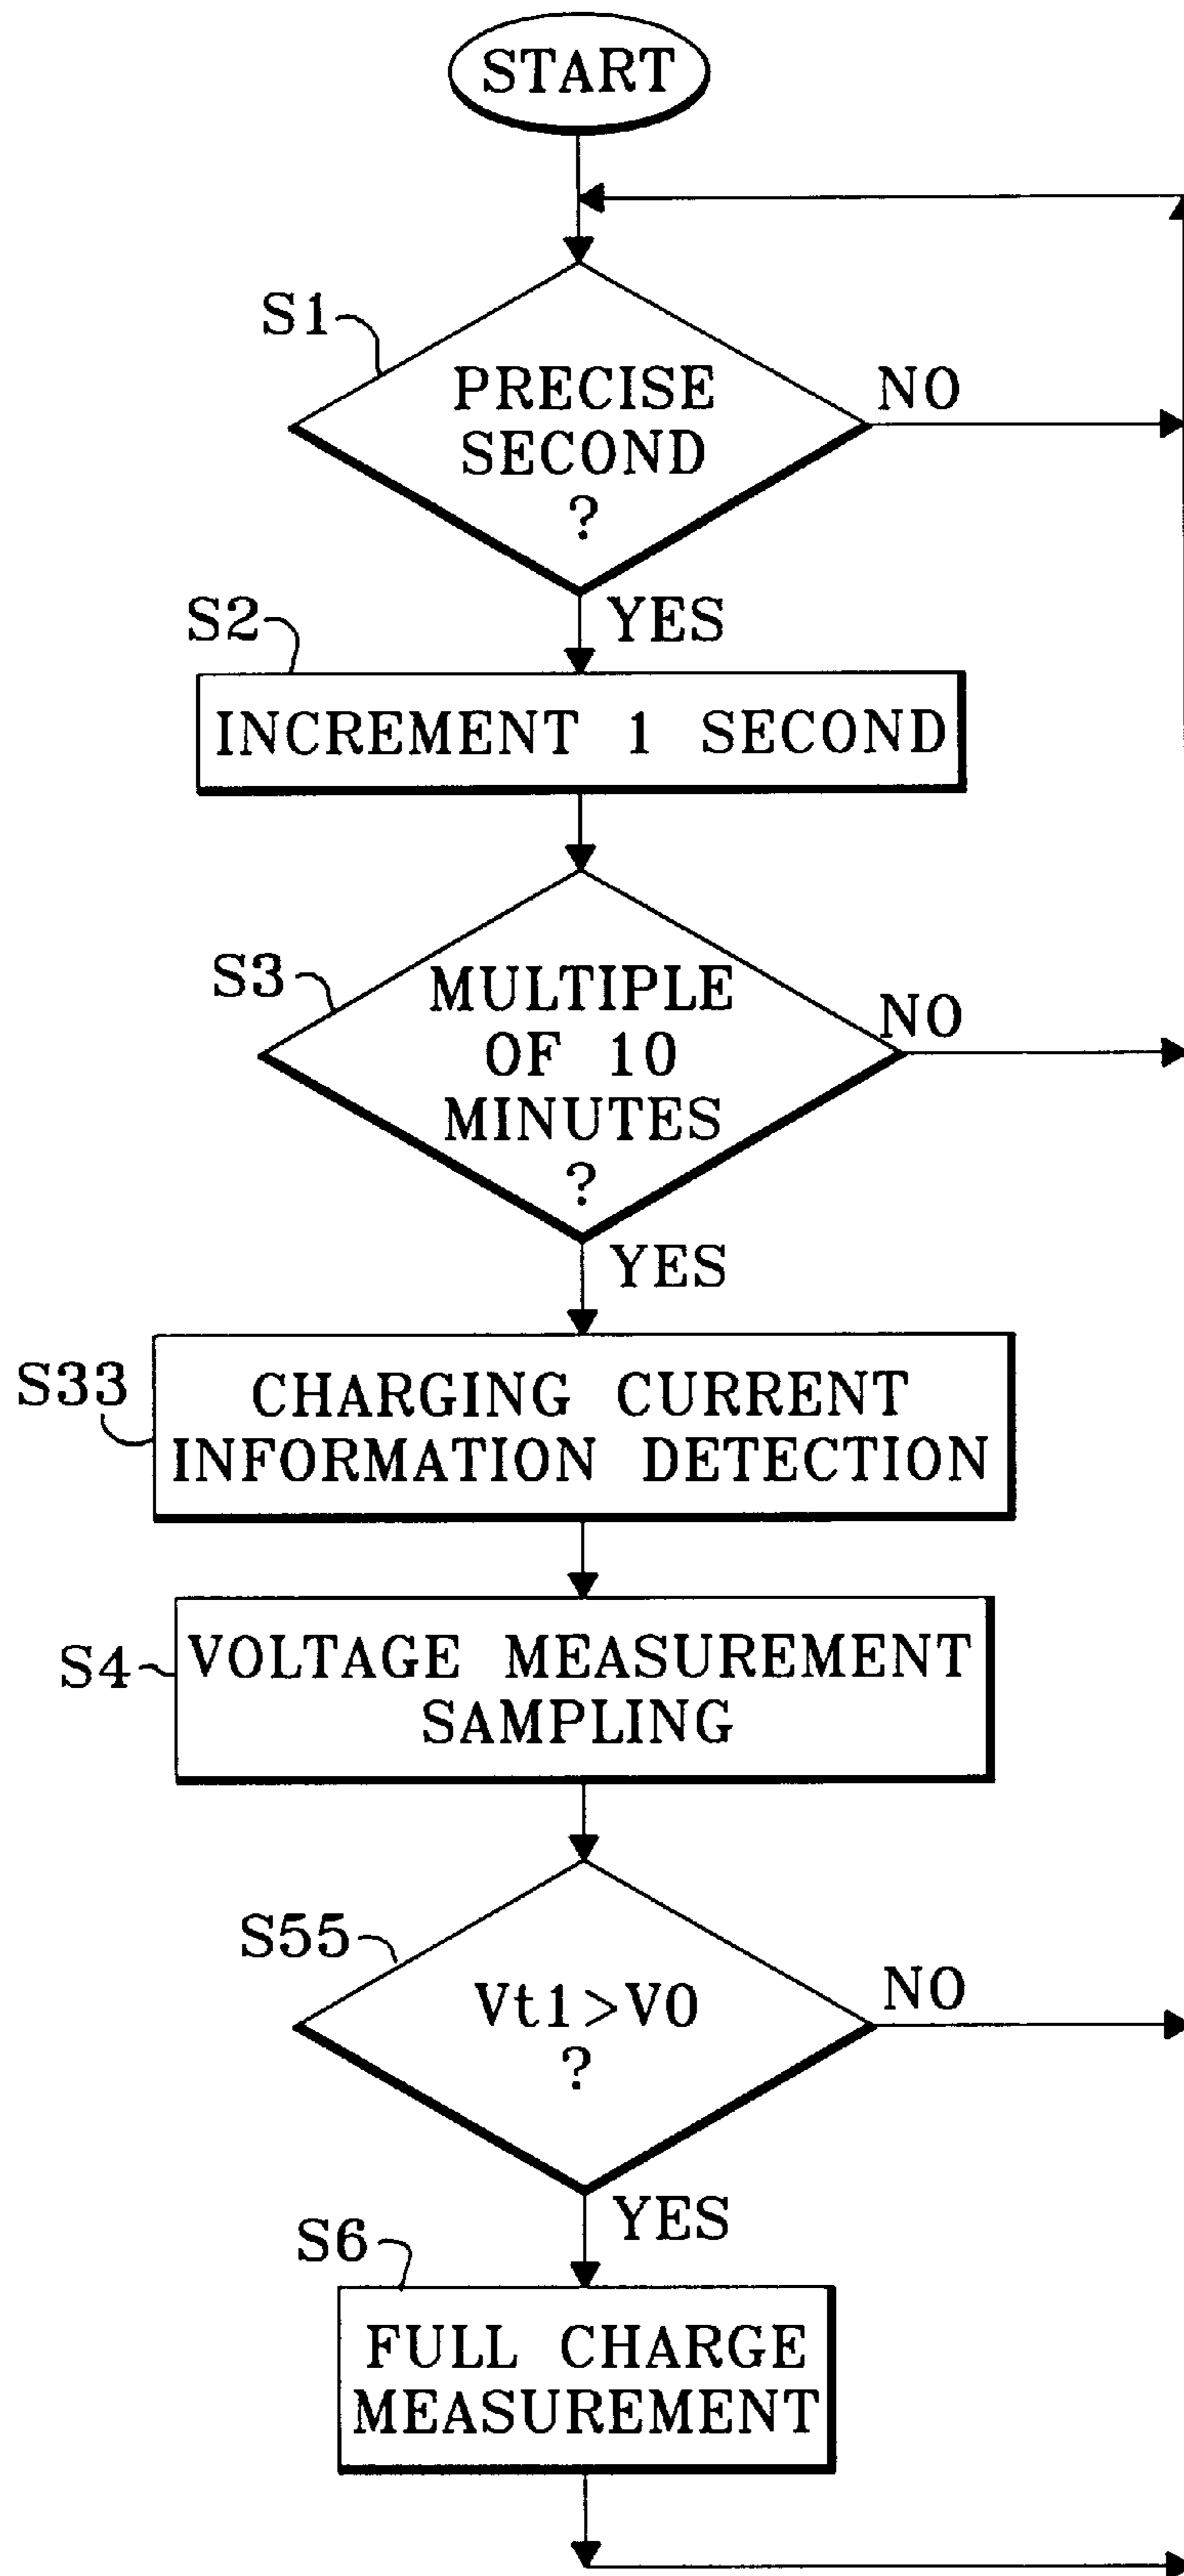 START
S1
PRECISE
SECOND
?
NO
YES
S2
INCREMENT 1 SECOND
S3
MULTIPLE
OF 10
MINUTES
?
NO
YES
S33
CHARGING CURRENT
INFORMATION DETECTION
S4
VOLTAGE MEASUREMENT
SAMPLING
S55
Vt1>V0
?
NO
YES
S6
FULL CHARGE
MEASUREMENT